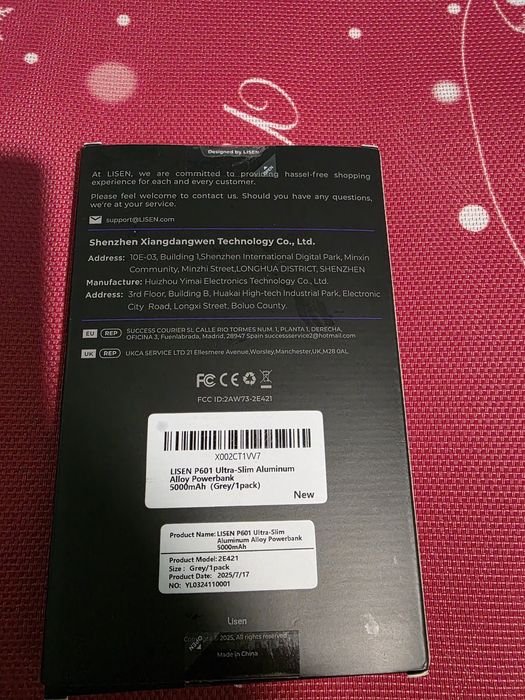 Designed by LISEN
At LISEN, we are committed to providing hassel-free shopping
experience for each and every customer.
Please feel welcome to contact us. Should you have any questions,
we're at your service.
support@LISEN.com
Shenzhen Xiangdangwen Technology Co., Ltd.
Address: 10E-03, Building 1,Shenzhen International Digital Park, Minxin
Community, Minzhi Street,LONGHUA DISTRICT, SHENZHEN
Manufacture: Huizhou Yimai Electronics Technology Co., Ltd.
Address: 3rd Floor, Building B, Huakai High-tech Industrial Park, Electronic
City Road, Longxi Street, Boluo County.
EU REP SUCCESS COURIER SL CALLE RIO TORMES NUM. 1, PLANTA 1, DERECHA,
OFICINA 3, Fuenlabrada, Madrid, 28947 Spain successservice2@hotmail.com
UK REP UKCA SERVICE LTD 21 Ellesmere Avenue,Worsley,Manchester,UK,M28 0AL
FC CE
FCC ID:2AW73-2E421
X002CT1VV7
LISEN P601 Ultra-Slim Aluminum
Alloy Powerbank
5000mAh (Grey/1pack)
New
Product Name: LISEN P601 Ultra-Slim
Aluminum Alloy Powerbank
5000mAh
Product Model: 2E421
Size : Grey/1pack
Product Date: 2025/7/17
NO: YL0324110001
Lisen
Copyright © 2025, All rights reserved
OPEN
Made in China